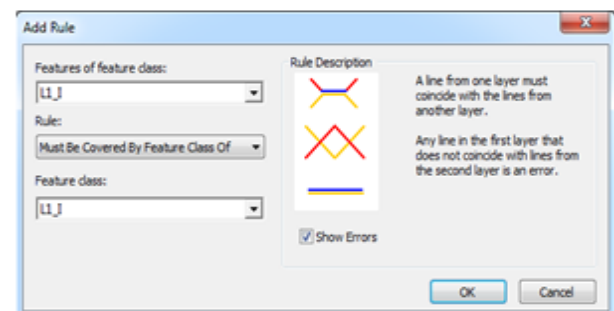 Add Rule
Features of feature class:
L1_I
Rule:
Must Be Covered By Feature Class Of
Feature class:
L1_I
Rule Description
A line from one layer must
coincide with the lines from
another layer.
Any line in the first layer that
does not coincide with lines from
the second layer is an error.
Show Errors
OK
Cancel